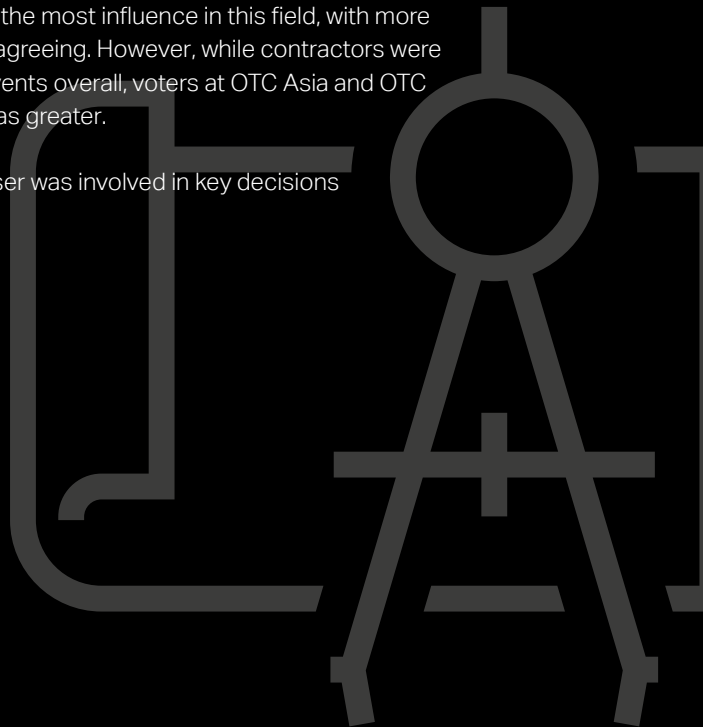 the most influence in this field, with more
agreeing. However, while contractors were
vents overall, voters at OTC Asia and OTC
as greater.
ser was involved in key decisions